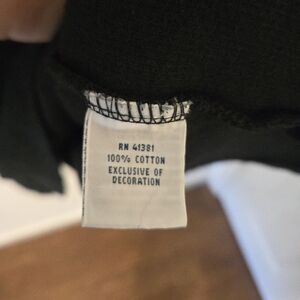 RN 41381
100% COTTON
EXCLUSIVE OF
DECORATION